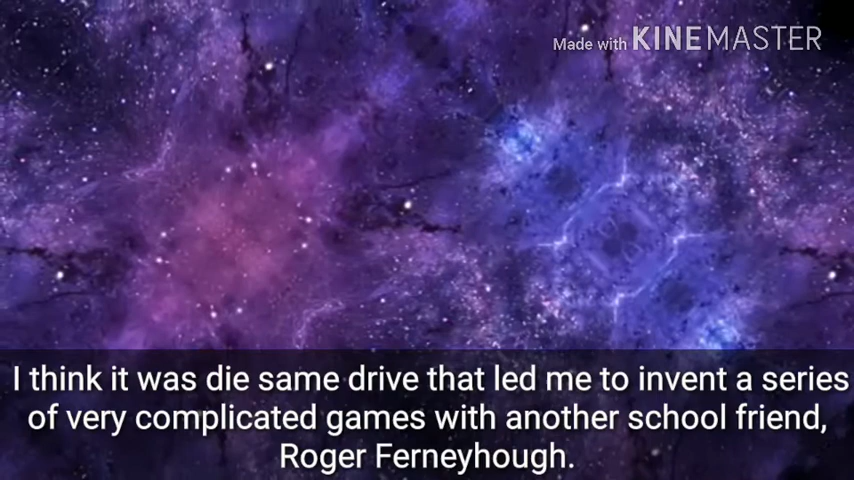 Made with KINEMASTER
I think it was die same drive that led me to invent a series
of very complicated games with another school friend,
Roger Ferneyhough.